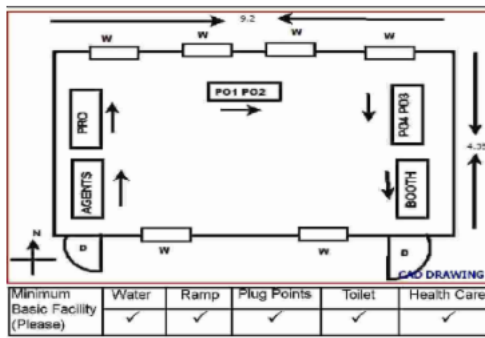 9.2
W W W W
PO1 PO2
PRO
PO4 PO3
4.35
AGENTS
BOOTH
N
D W W D
CAD DRAWING
Minimum Basic Facility (Please) Water Ramp Plug Points Toilet Health Care
✓ ✓ ✓ ✓ ✓